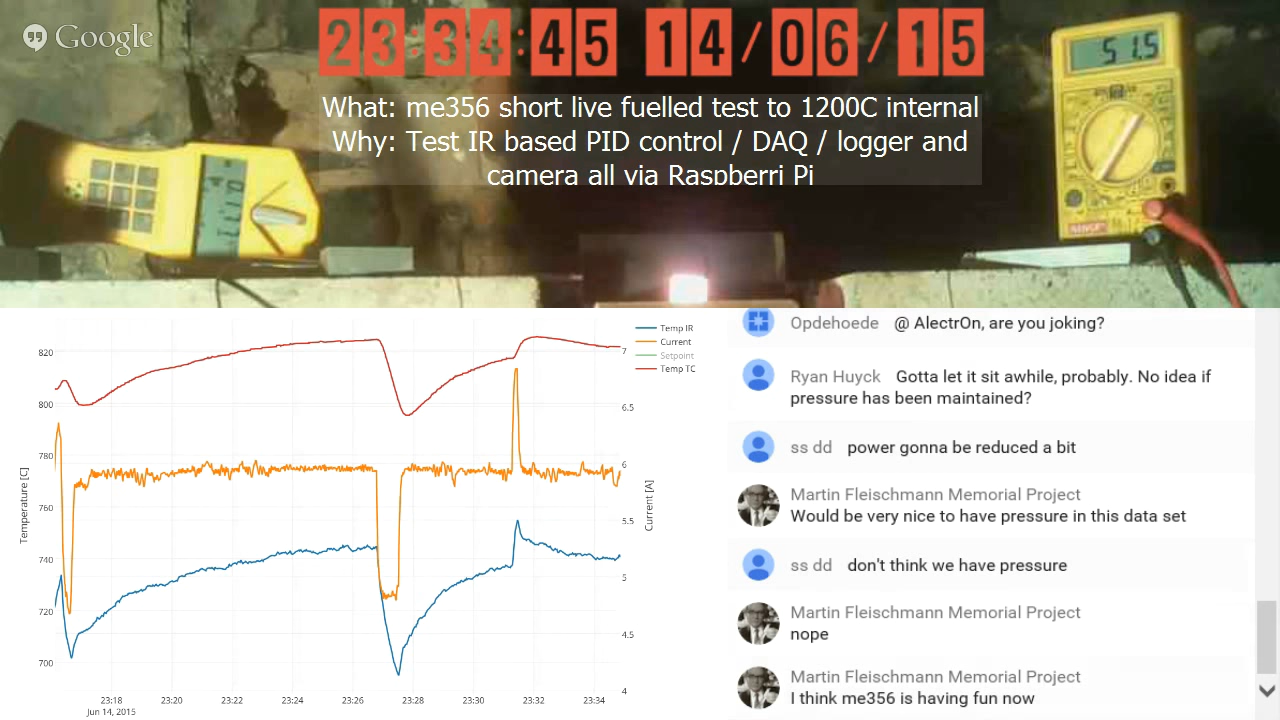 Google
23:34:45 14/06/15
51.5
What: me356 short live fuelled test to 1200C internal
Why: Test IR based PID control / DAQ / logger and
camera all via Raspberri Pi
Temp IR
Current
Setpoint
Temp TC
820
800
780
760
740
720
700
Temperature [C]
7
6.5
6
5.5
5
4.5
4
Current [A]
23:18
23:20
23:22
23:24
23:26
23:28
23:30
23:32
23:34
Jun 14, 2015
Opdehoede @ AlectrOn, are you joking?
Ryan Huyck Gotta let it sit awhile, probably. No idea if
pressure has been maintained?
ss dd power gonna be reduced a bit
Martin Fleischmann Memorial Project
Would be very nice to have pressure in this data set
ss dd don't think we have pressure
Martin Fleischmann Memorial Project
nope
Martin Fleischmann Memorial Project
I think me356 is having fun now